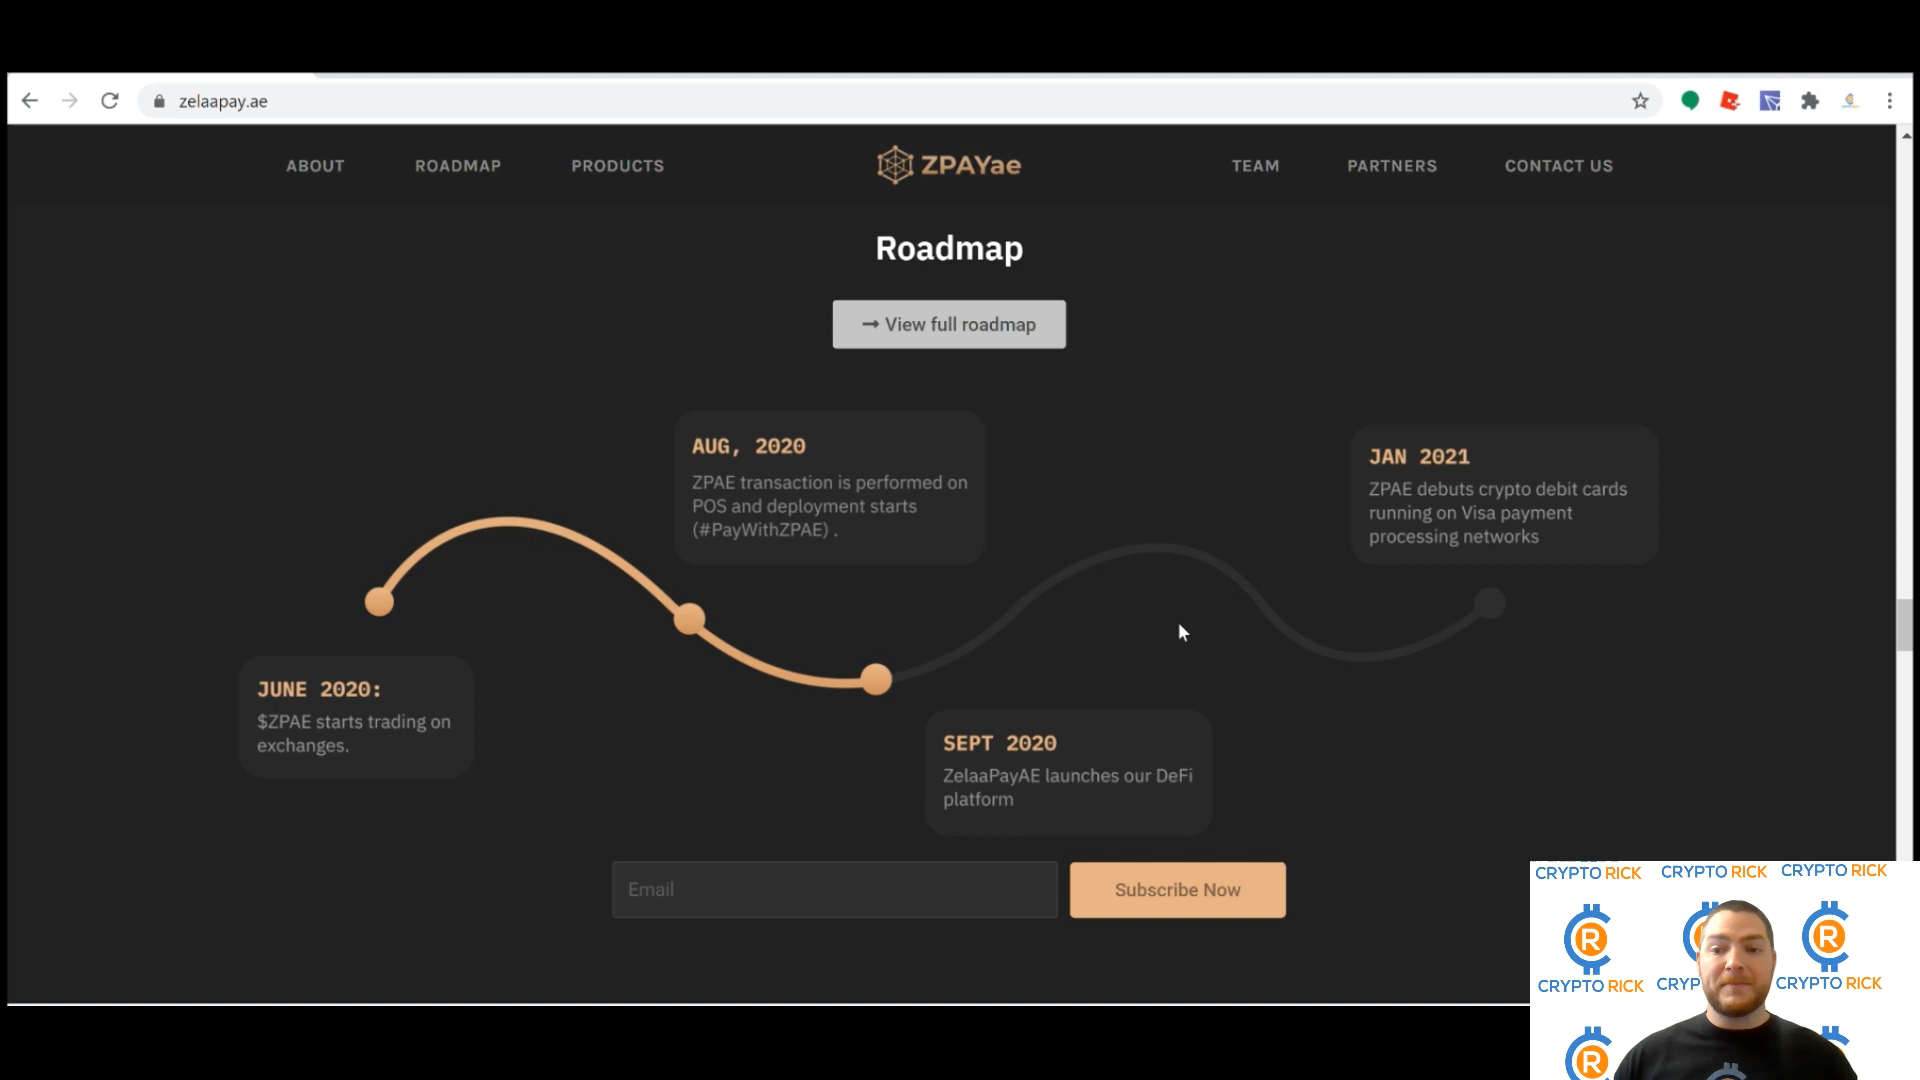 zelaapay.ae
ABOUT ROADMAP PRODUCTS ZPAYae TEAM PARTNERS CONTACT US
Roadmap
→ View full roadmap
AUG, 2020
ZPAE transaction is performed on
POS and deployment starts
(#PayWithZPAE) .
JAN 2021
ZPAE debuts crypto debit cards
running on Visa payment
processing networks
JUNE 2020:
$ZPAE starts trading on
exchanges.
SEPT 2020
ZelaaPayAE launches our DeFi
platform
Email
Subscribe Now
CRYPTO RICK CRYPTO RICK CRYPTO RICK
R R
CRYPTO RICK CRYP CRYPTO RICK
R